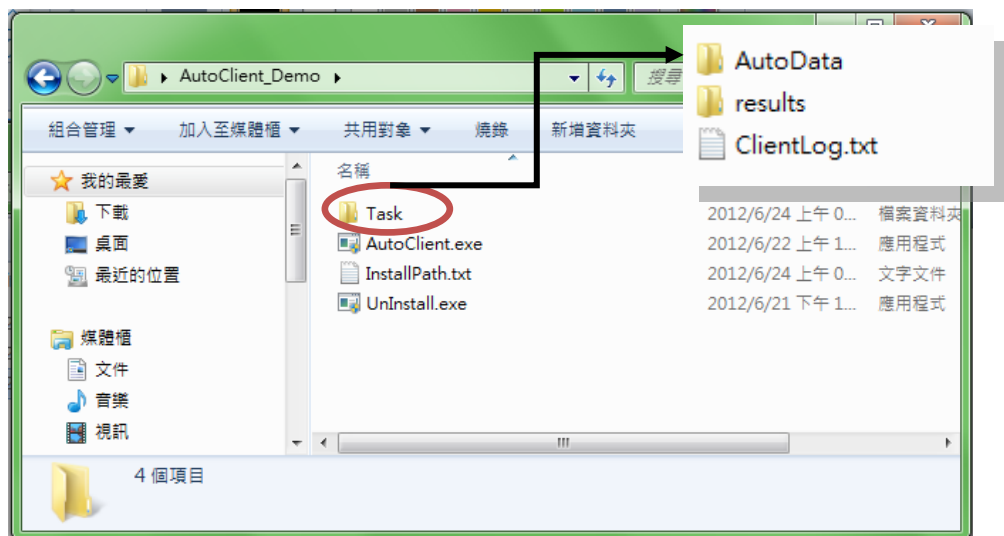 AutoClient_Demo
搜尋
組合管理 加入至媒體櫃 共用對象 燒錄 新增資料夾
AutoData
results
ClientLog.txt
我的最愛
下載
桌面
最近的位置
媒體櫃
文件
音樂
視訊
名稱
Task 2012/6/24 上午 0... 檔案資料夾
AutoClient.exe 2012/6/22 上午 1... 應用程式
InstallPath.txt 2012/6/24 上午 0... 文字文件
UnInstall.exe 2012/6/21 下午 1... 應用程式
4 個項目